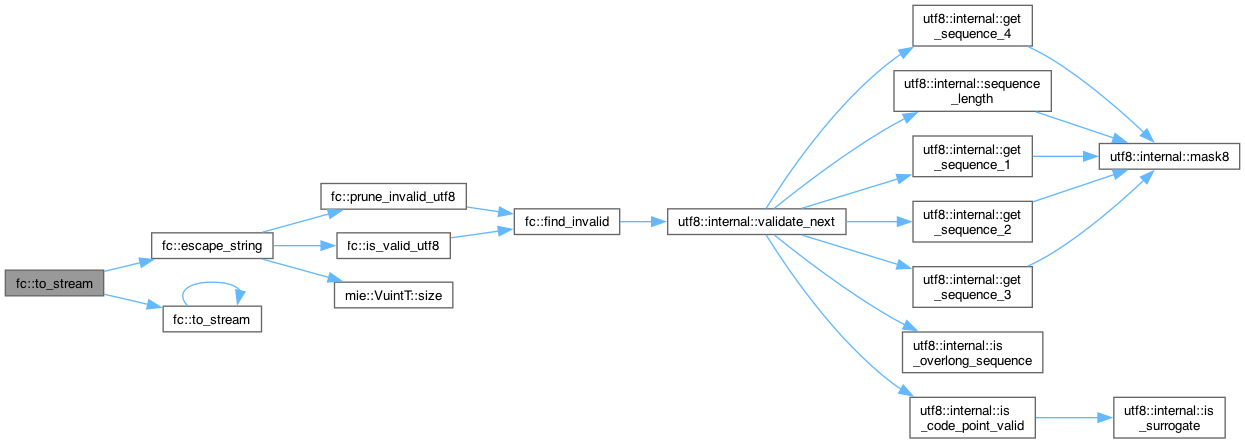 fc::to_stream
fc::escape_string
fc::to_stream
fc::prune_invalid_utf8
fc::is_valid_utf8
mie::VuintT::size
fc::find_invalid
utf8::internal::validate_next
utf8::internal::get
_sequence_4
utf8::internal::sequence
_length
utf8::internal::get
_sequence_1
utf8::internal::get
_sequence_2
utf8::internal::get
_sequence_3
utf8::internal::is
_overlong_sequence
utf8::internal::is
_code_point_valid
utf8::internal::mask8
utf8::internal::is
_surrogate